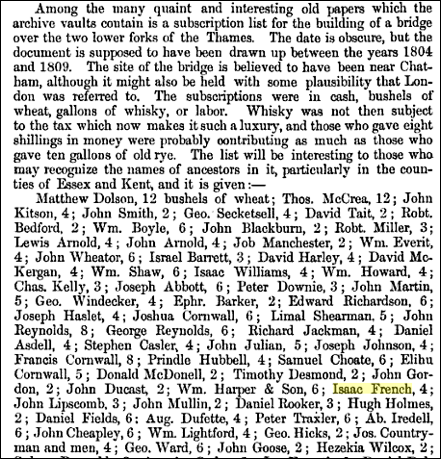 Among the many quaint and interesting old papers which the
archive vaults contain is a subscription list for the building of a bridge
over the two lower forks of the Thames. The date is obscure, but the
document is supposed to have been drawn up between the years 1804
and 1809. The site of the bridge is believed to have been near Chat-
ham, although it might also be held with some plausibility that Lon-
don was referred to. The subscriptions were in cash, bushels of
wheat, gallons of whisky, or labor. Whisky was not then subject
to the tax which now makes it such a luxury, and those who gave eight
shillings in money were probably contributing as much as those who
gave ten gallons of old rye. The list will be interesting to those who
may recognize the names of ancestors in it, particularly in the coun-
ties of Essex and Kent, and it is given:—
Matthew Dolson, 12 bushels of wheat; Thos. McCrea, 12; John
Kitson, 4; John Smith, 2; Geo. Secketsell, 4; David Tait, 2; Robt.
Bedford, 2; Wm. Boyle, 6; John Blackburn, 2; Robt. Miller, 3;
Lewis Arnold, 4; John Arnold, 4; Job Manchester, 2; Wm. Everit,
4; John Wheator, 6; Israel Barrett, 3; David Harley, 4; David Mc-
Kergan, 4; Wm. Shaw, 6; Isaac Williams, 4; Wm. Howard, 4;
Chas. Kelly, 3; Joseph Abbott, 6; Peter Downie, 3; John Martin,
5; Geo. Windecker, 4; Ephr. Barker, 2; Edward Richardson, 6;
Joseph Haslet, 4; Joshua Cornwall, 6; Limal Shearman. 5; John
Reynolds, 8; George Reynolds, 6; Richard Jackman, 4; Daniel
Asdell, 4; Stephen Casler, 4; John Julian, 5; Joseph Johnson, 4;
Francis Cornwall, 8; Prindle Hubbell, 4; Samuel Choate, 6; Elihu
Cornwall, 5; Donald McDonell, 2; Timothy Desmond, 2; John Gor-
don, 2; John Ducast, 2; Wm. Harper & Son, 6; Isaac French, 4;
John Lipscomb, 3; John Mullin, 2; Daniel Rooker, 3; Hugh Holmes,
2; Daniel Fields, 6; Aug. Dufette, 4; Peter Traxler, 6; Ab. Iredell,
6; John Cheapley, 6; Wm. Lightford, 4; Geo. Hicks, 2; Jos. Country-
man and men, 4; Geo. Ward, 6; John Goose, 2; Hezekia Wilcox, 2;